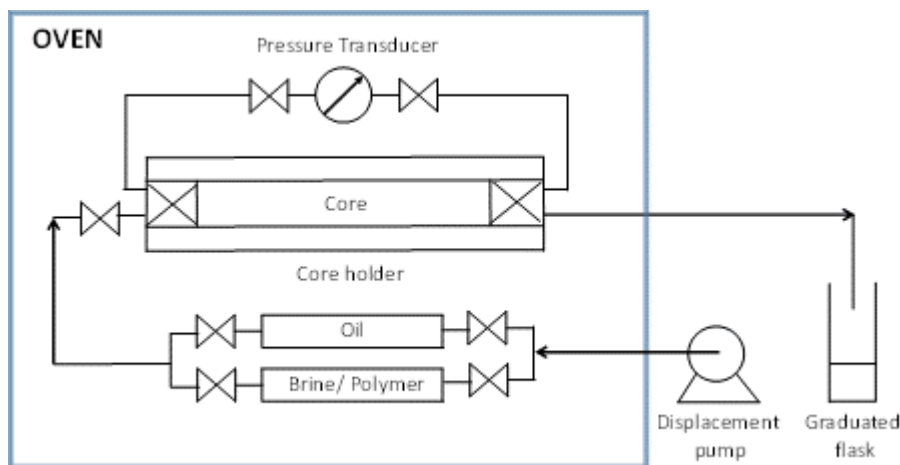 OVEN
Pressure Transducer
Core
Core holder
Oil
Brine/ Polymer
Displacement
pump
Graduated
flask